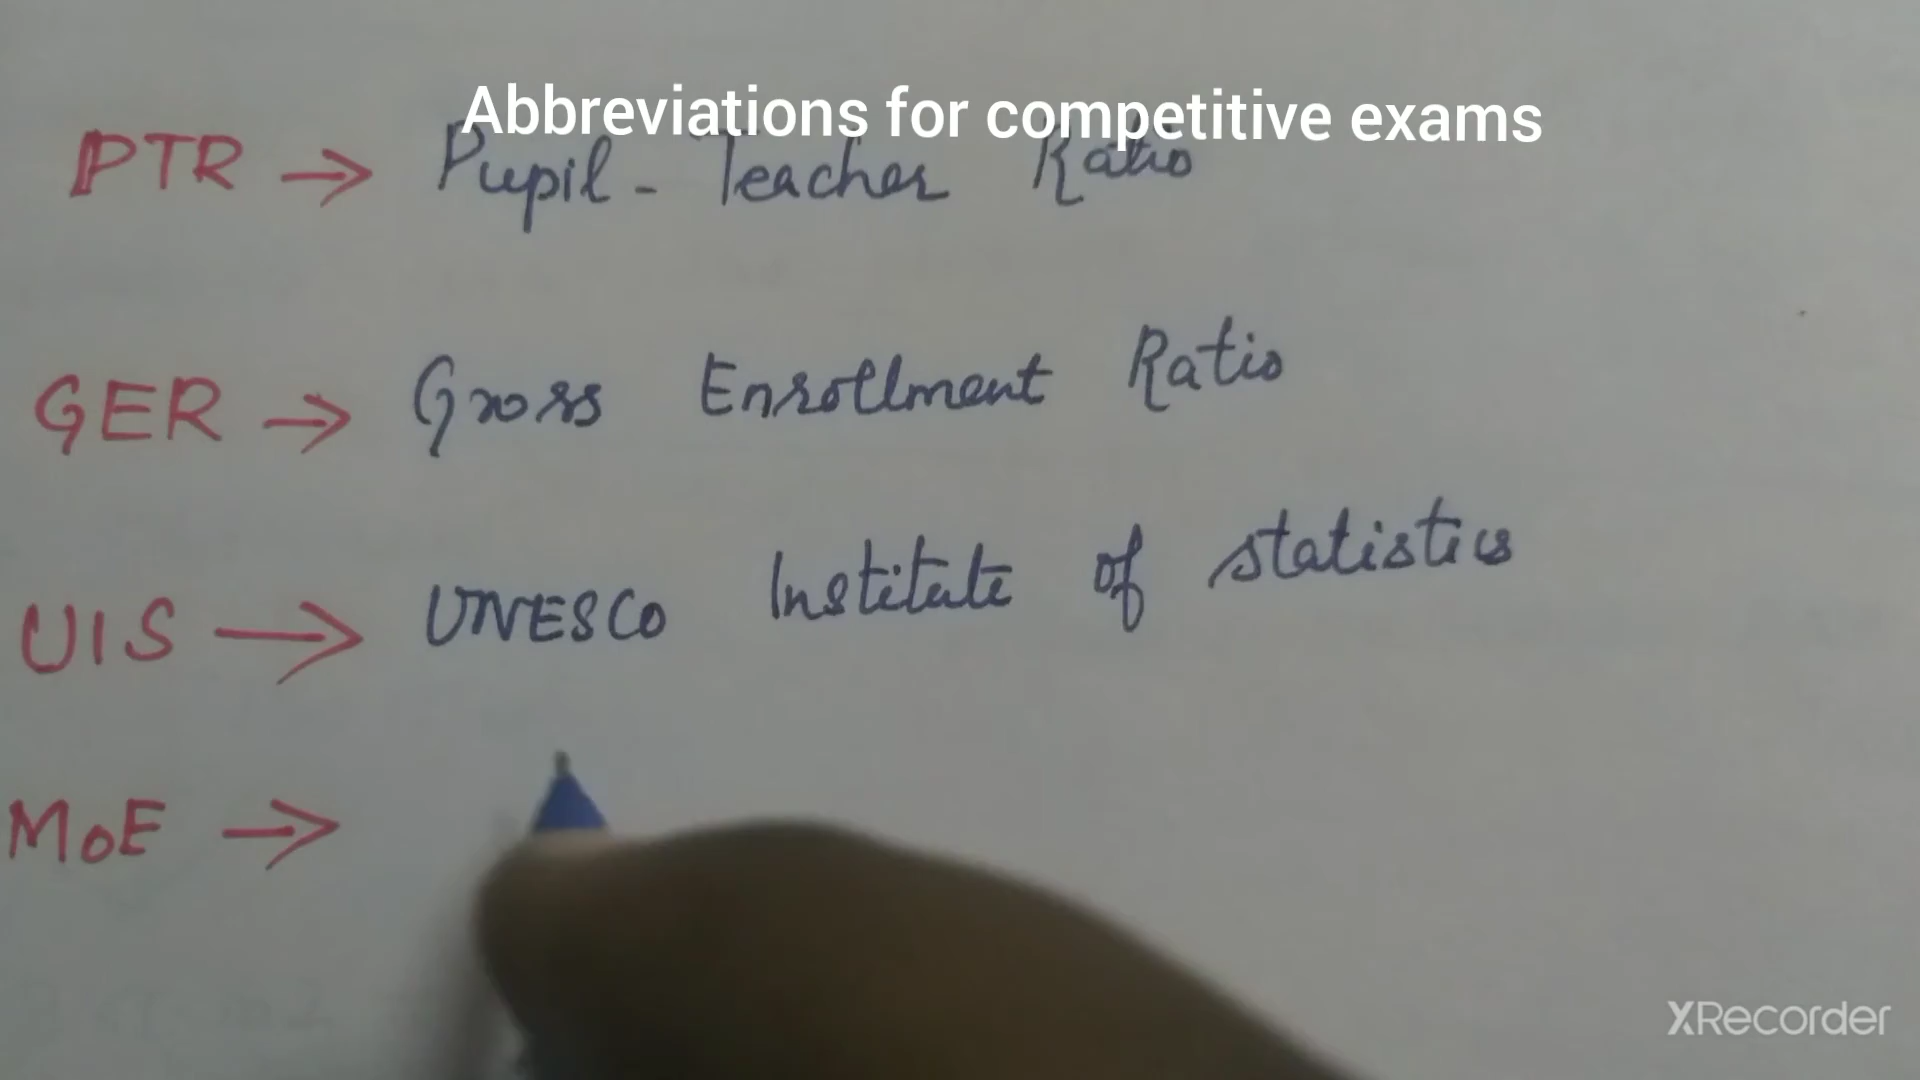 Abbreviations for competitive exams
PTR → Pupil - Teacher Ratio
GER → Gross Enrollment Ratio
UIS → UNESCO Institute of statistics
MoE →
XRecorder